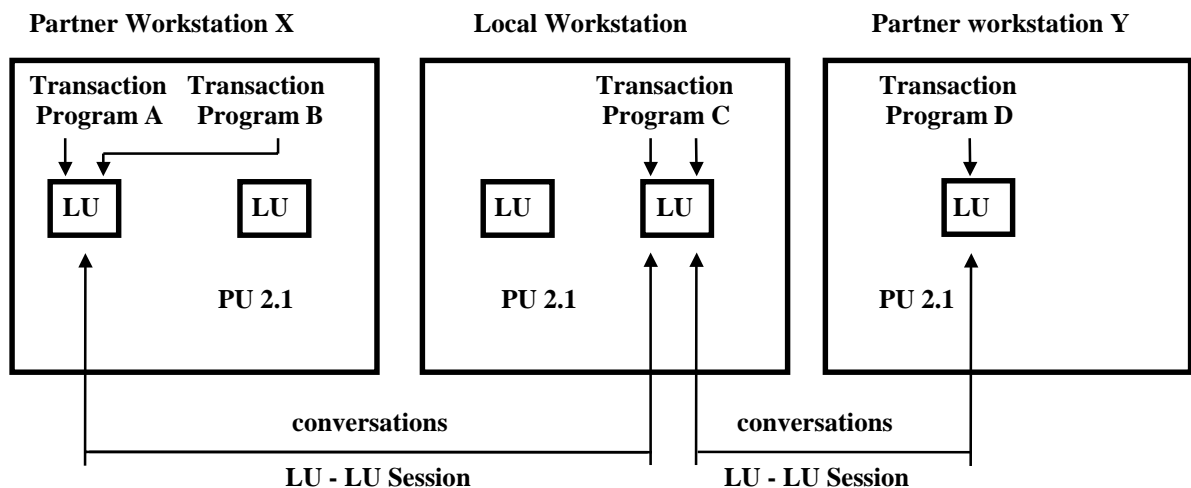 Partner Workstation X
Local Workstation
Partner workstation Y
Transaction
Program A
Transaction
Program B
Transaction
Program C
Transaction
Program D
LU
LU
LU
LU
LU
PU 2.1
PU 2.1
PU 2.1
conversations
conversations
LU - LU Session
LU - LU Session